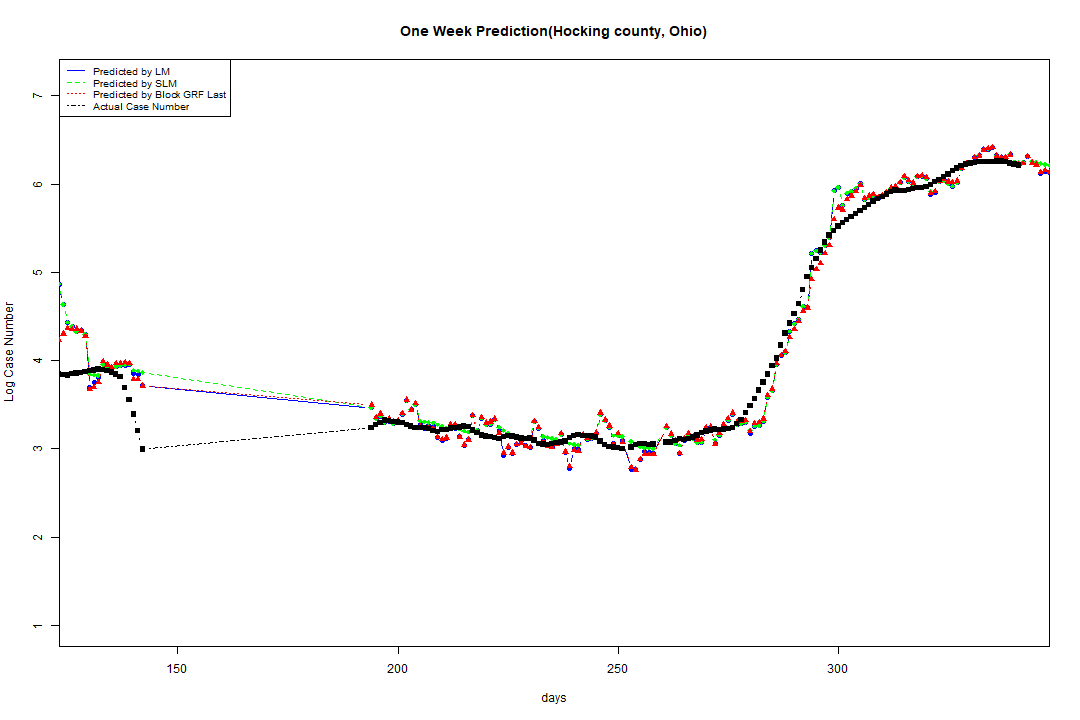 One Week Prediction(Hocking county, Ohio)
Predicted by LM
Predicted by SLM
Predicted by Block GRF Last
Actual Case Number
7
6
5
4
3
2
1
Log Case Number
150
200
250
300
days